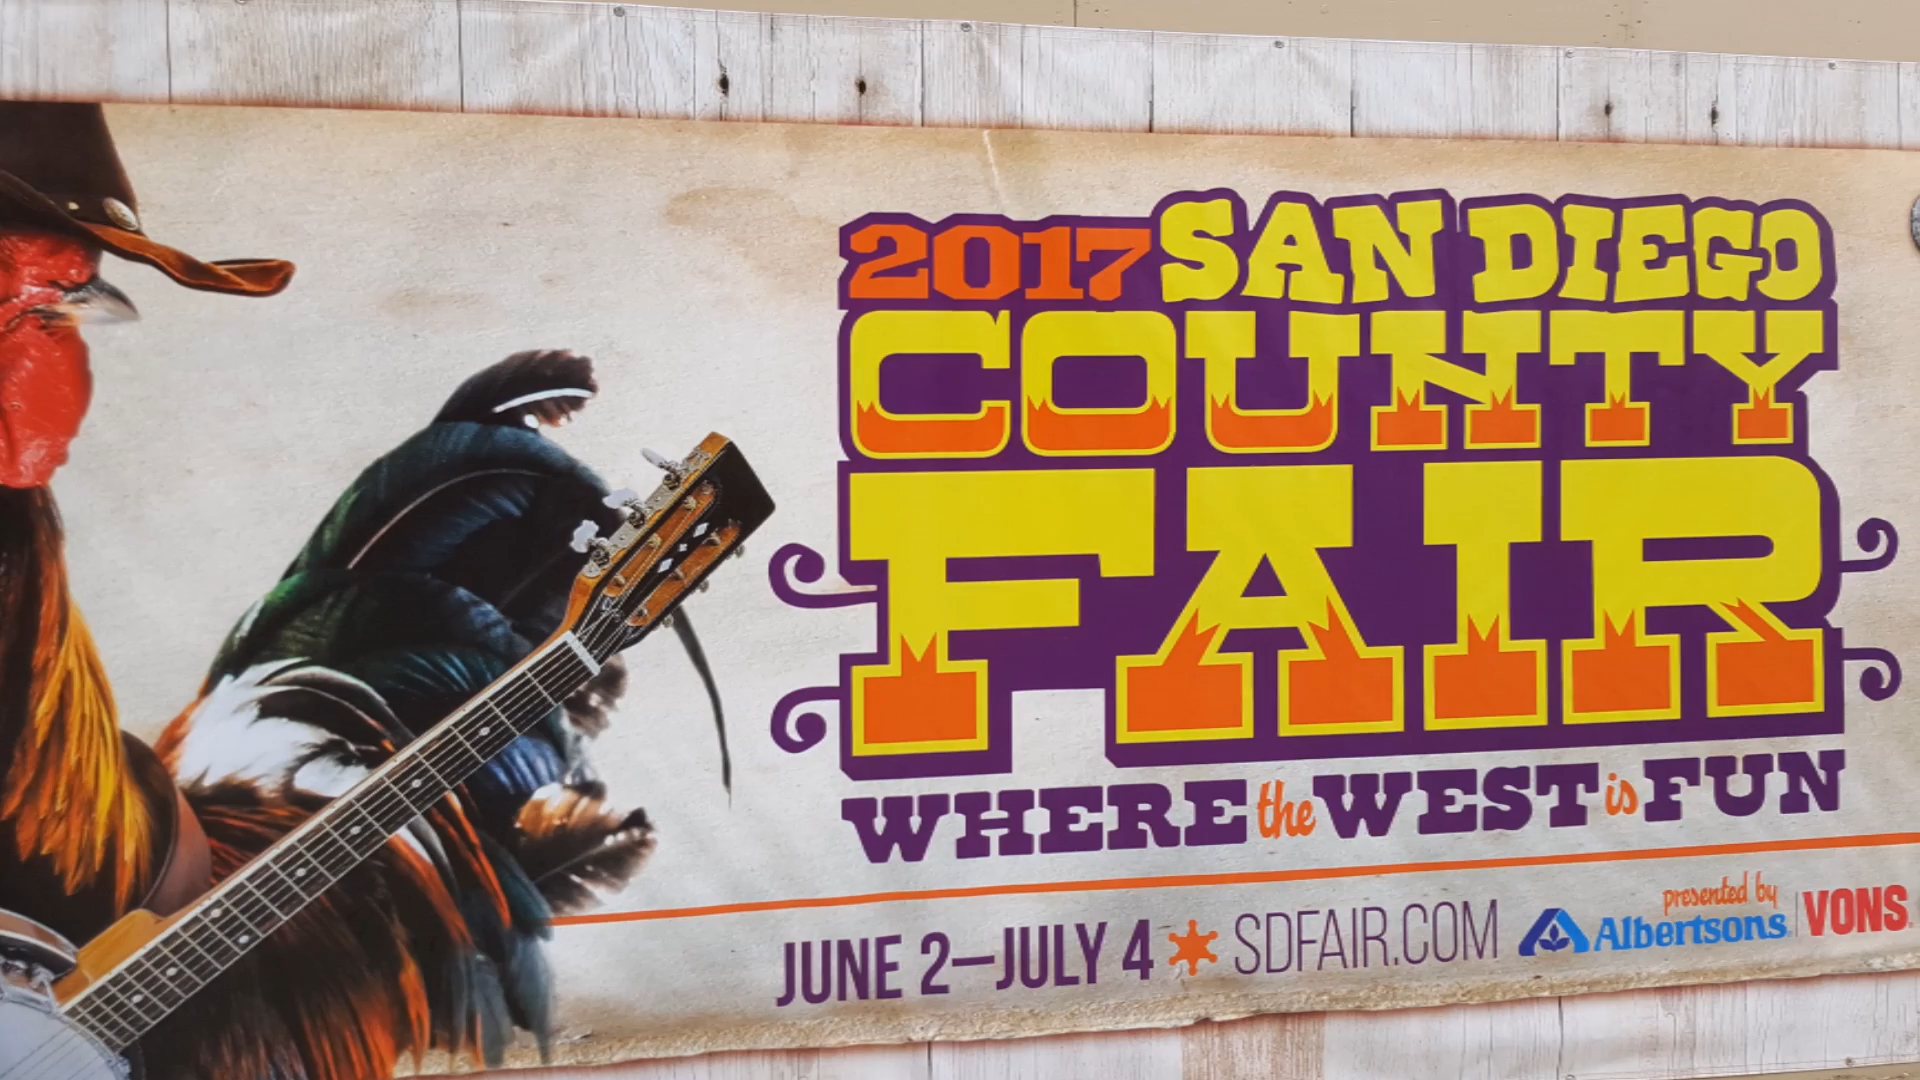 2017 SAN DIEGO
COUNTY
FAIR
WHERE the WEST is FUN
presented by
JUNE 2–JULY 4 SDFAIR.COM Albertsons VONS